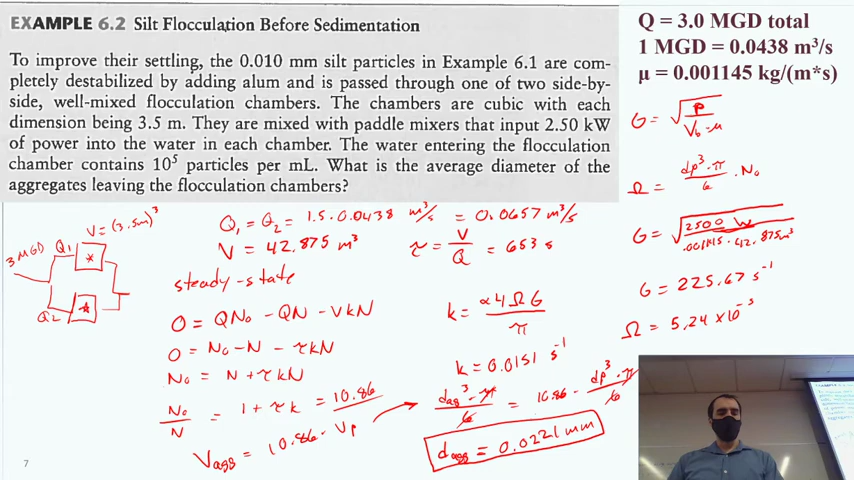 EXAMPLE 6.2 Silt Flocculation Before Sedimentation
To improve their settling, the 0.010 mm silt particles in Example 6.1 are com-
pletely destabilized by adding alum and is passed through one of two side-by-
side, well-mixed flocculation chambers. The chambers are cubic with each
dimension being 3.5 m. They are mixed with paddle mixers that input 2.50 kW
of power into the water in each chamber. The water entering the flocculation
chamber contains 10⁵ particles per mL. What is the average diameter of the
aggregates leaving the flocculation chambers?
Q = 3.0 MGD total
1 MGD = 0.0438 m³/s
μ = 0.001145 kg/(m*s)
G = √(P / V₆·μ)
Ω = dp³·π / 6 · N₀
G = √(2500 W / .001145 · 42.875m³)
G = 225.67 s⁻¹
Ω = 5.24 × 10⁻³
V = (3.5m)³
3 MGD Q1
Q2
Q₁ = Q₂ = 1.5 · 0.0438 m³/s = 0.0657 m³/s
V = 42.875 m³
τ = V / Q = 653 s
steady-state
0 = QN₀ - QN - VkN
0 = N₀ - N - τkN
N₀ = N + τkN
N₀ / N = 1 + τk = 10.86
Vagg = 10.86 · Vp
k = α4ΩG / π
k = 0.0151 s⁻¹
dag³·π / 6 = 10.86 · dp³·π / 6
dagg = 0.0221 mm
7